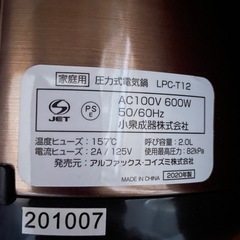 家庭用 圧力式電気鍋 LPC-T12
JET
PS
E
AC100V 600W
50/60Hz
小泉成器株式会社
温度ヒューズ：157℃ 呼び容量：2.0L
電流ヒューズ：2A / 125V 使用最高圧力：82kPa
発売元：アルファックス・コイズミ株式会社
MADE IN CHINA 2020年製
201007